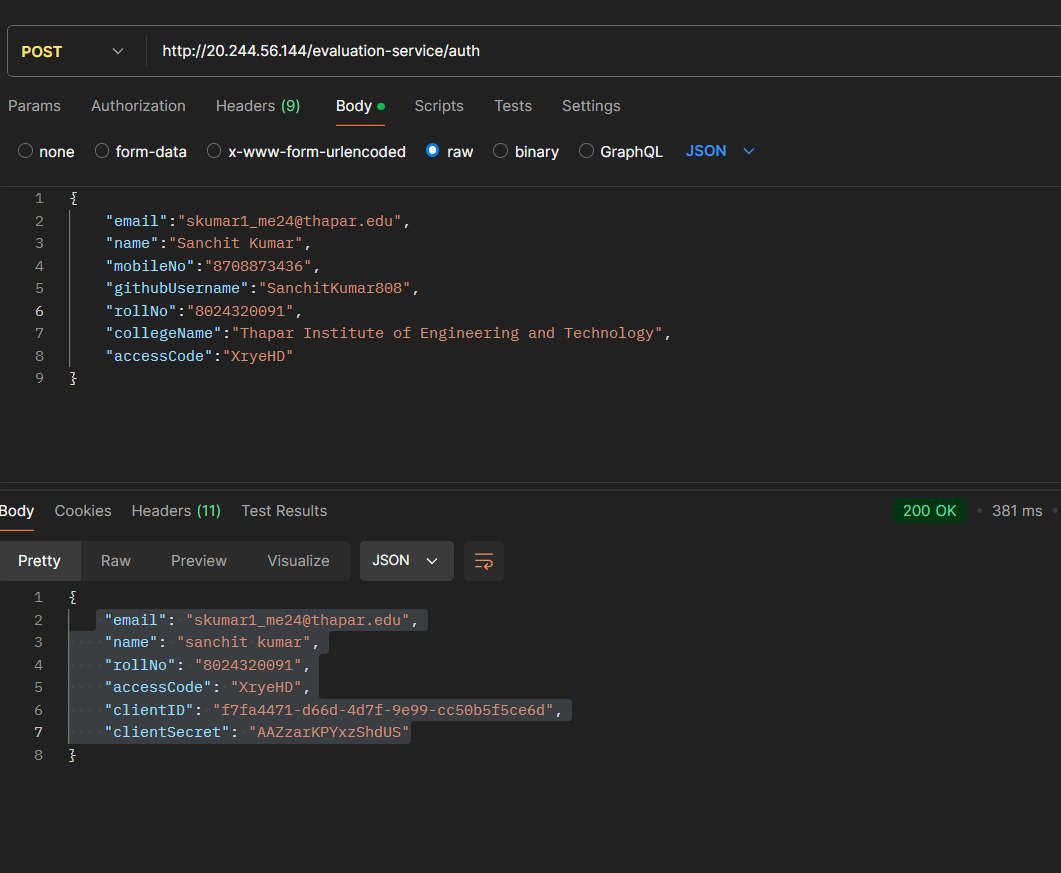 POST http://20.244.56.144/evaluation-service/auth
Params Authorization Headers (9) Body Scripts Tests Settings
none form-data x-www-form-urlencoded raw binary GraphQL JSON
1 {
2 "email":"skumar1_me24@thapar.edu",
3 "name":"Sanchit Kumar",
4 "mobileNo":"8708873436",
5 "githubUsername":"SanchitKumar808",
6 "rollNo":"8024320091",
7 "collegeName":"Thapar Institute of Engineering and Technology",
8 "accessCode":"XryeHD"
9 }
Body Cookies Headers (11) Test Results 200 OK 381 ms
Pretty Raw Preview Visualize JSON
1 {
2 "email": "skumar1_me24@thapar.edu",
3 "name": "sanchit kumar",
4 "rollNo": "8024320091",
5 "accessCode": "XryeHD",
6 "clientID": "f7fa4471-d66d-4d7f-9e99-cc50b5f5ce6d",
7 "clientSecret": "AAZzarKPYxzShdUS"
8 }